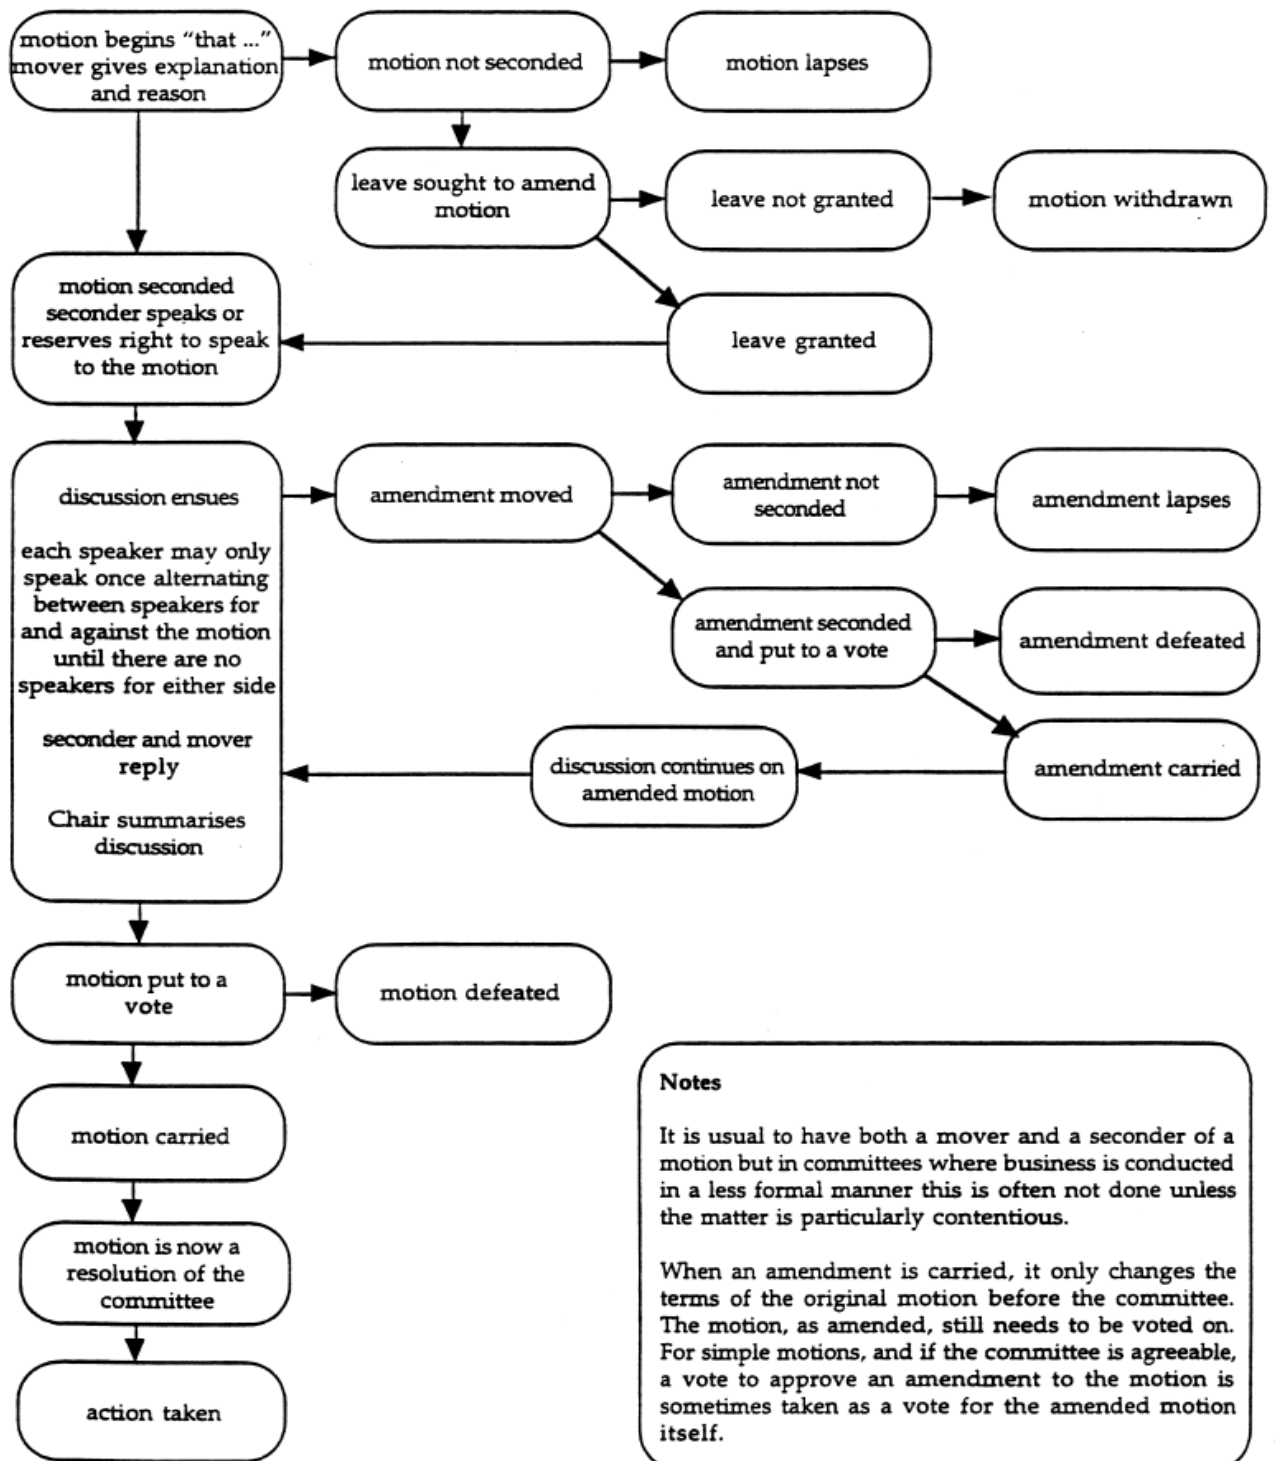 motion begins “that ...”
mover gives explanation
and reason
motion not seconded
motion lapses
leave sought to amend
motion
leave not granted
motion withdrawn
motion seconded
seconder speaks or
reserves right to speak
to the motion
leave granted
discussion ensues
each speaker may only
speak once alternating
between speakers for
and against the motion
until there are no
speakers for either side
seconder and mover
reply
Chair summarises
discussion
amendment moved
amendment not
seconded
amendment lapses
amendment seconded
and put to a vote
amendment defeated
amendment carried
discussion continues on
amended motion
motion put to a
vote
motion defeated
motion carried
motion is now a
resolution of the
committee
action taken
Notes
It is usual to have both a mover and a seconder of a
motion but in committees where business is conducted
in a less formal manner this is often not done unless
the matter is particularly contentious.
When an amendment is carried, it only changes the
terms of the original motion before the committee.
The motion, as amended, still needs to be voted on.
For simple motions, and if the committee is agreeable,
a vote to approve an amendment to the motion is
sometimes taken as a vote for the amended motion
itself.